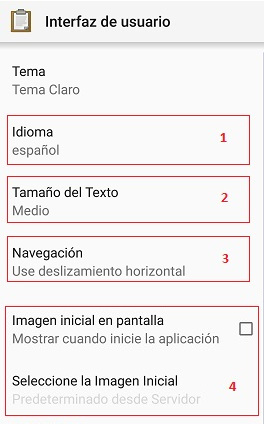 Interfaz de usuario
Tema
Tema Claro
Idioma
español
1
Tamaño del Texto
Medio
2
Navegación
Use deslizamiento horizontal
3
Imagen inicial en pantalla
Mostrar cuando inicie la aplicación
Seleccione la Imagen Inicial
Predeterminado desde Servidor
4